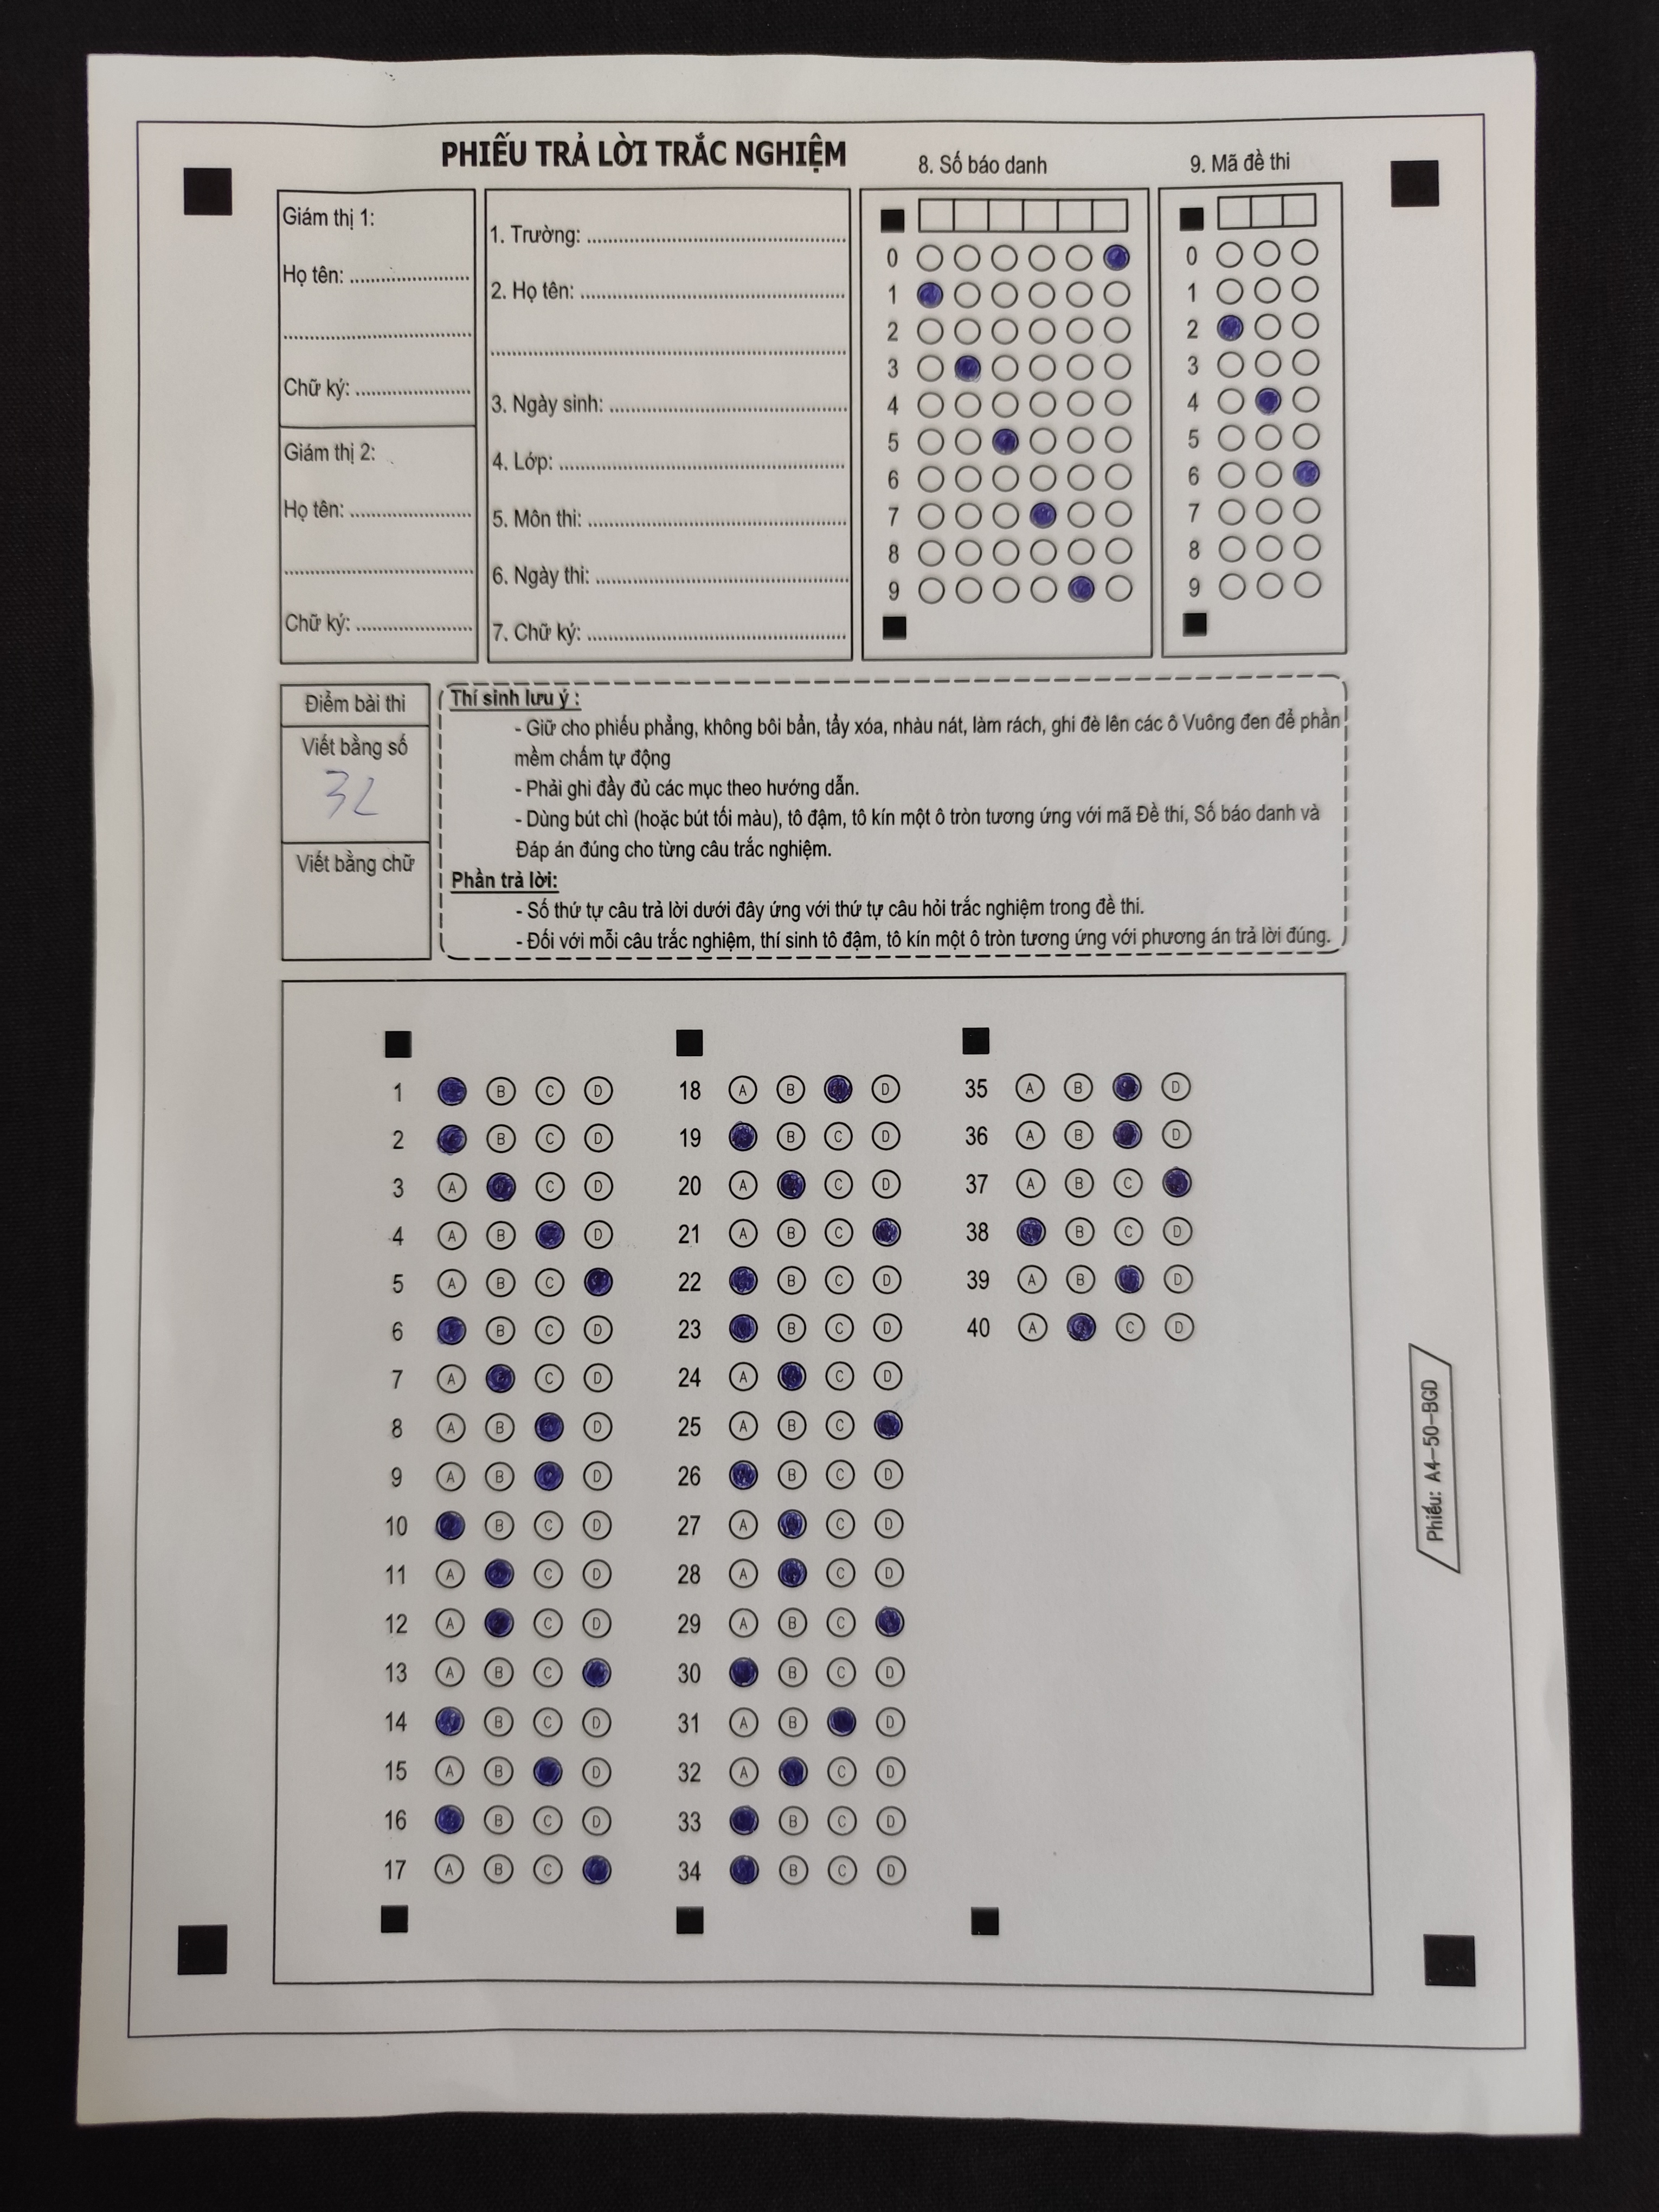 PHIẾU TRẢ LỜI TRẮC NGHIỆM
8. Số báo danh
9. Mã đề thi
Giám thị 1:
Họ tên: ....................
........................................
Chữ ký: ....................
Giám thị 2:
Họ tên: ....................
........................................
Chữ ký: ....................
1. Trường: ........................................
2. Họ tên: ........................................
........................................
3. Ngày sinh: ........................................
4. Lớp: ........................................
5. Môn thi: ........................................
6. Ngày thi: ........................................
7. Chữ ký: ........................................
0
1
2
3
4
5
6
7
8
9
0
1
2
3
4
5
6
7
8
9
Điểm bài thi
Viết bằng số
32
Viết bằng chữ
Thí sinh lưu ý :
- Giữ cho phiếu phẳng, không bôi bẩn, tẩy xóa, nhàu nát, làm rách, ghi đè lên các ô Vuông đen để phần
mềm chấm tự động
- Phải ghi đầy đủ các mục theo hướng dẫn.
- Dùng bút chì (hoặc bút tối màu), tô đậm, tô kín một ô tròn tương ứng với mã Đề thi, Số báo danh và
Đáp án đúng cho từng câu trắc nghiệm.
Phần trả lời:
- Số thứ tự câu trả lời dưới đây ứng với thứ tự câu hỏi trắc nghiệm trong đề thi.
- Đối với mỗi câu trắc nghiệm, thí sinh tô đậm, tô kín một ô tròn tương ứng với phương án trả lời đúng.
1 B C D
2 B C D
3 A C D
4 A B D
5 A B C
6 B C D
7 A C D
8 A B D
9 A B D
10 B C D
11 A C D
12 A C D
13 A B C
14 B C D
15 A B D
16 B C D
17 A B C
18 A B D
19 B C D
20 A C D
21 A B C
22 B C D
23 B C D
24 A C D
25 A B C
26 B C D
27 A C D
28 A C D
29 A B C
30 B C D
31 A B D
32 A C D
33 B C D
34 B C D
35 A B D
36 A B D
37 A B C
38 B C D
39 A B D
40 A C D
Phiếu: A4-50-BGD